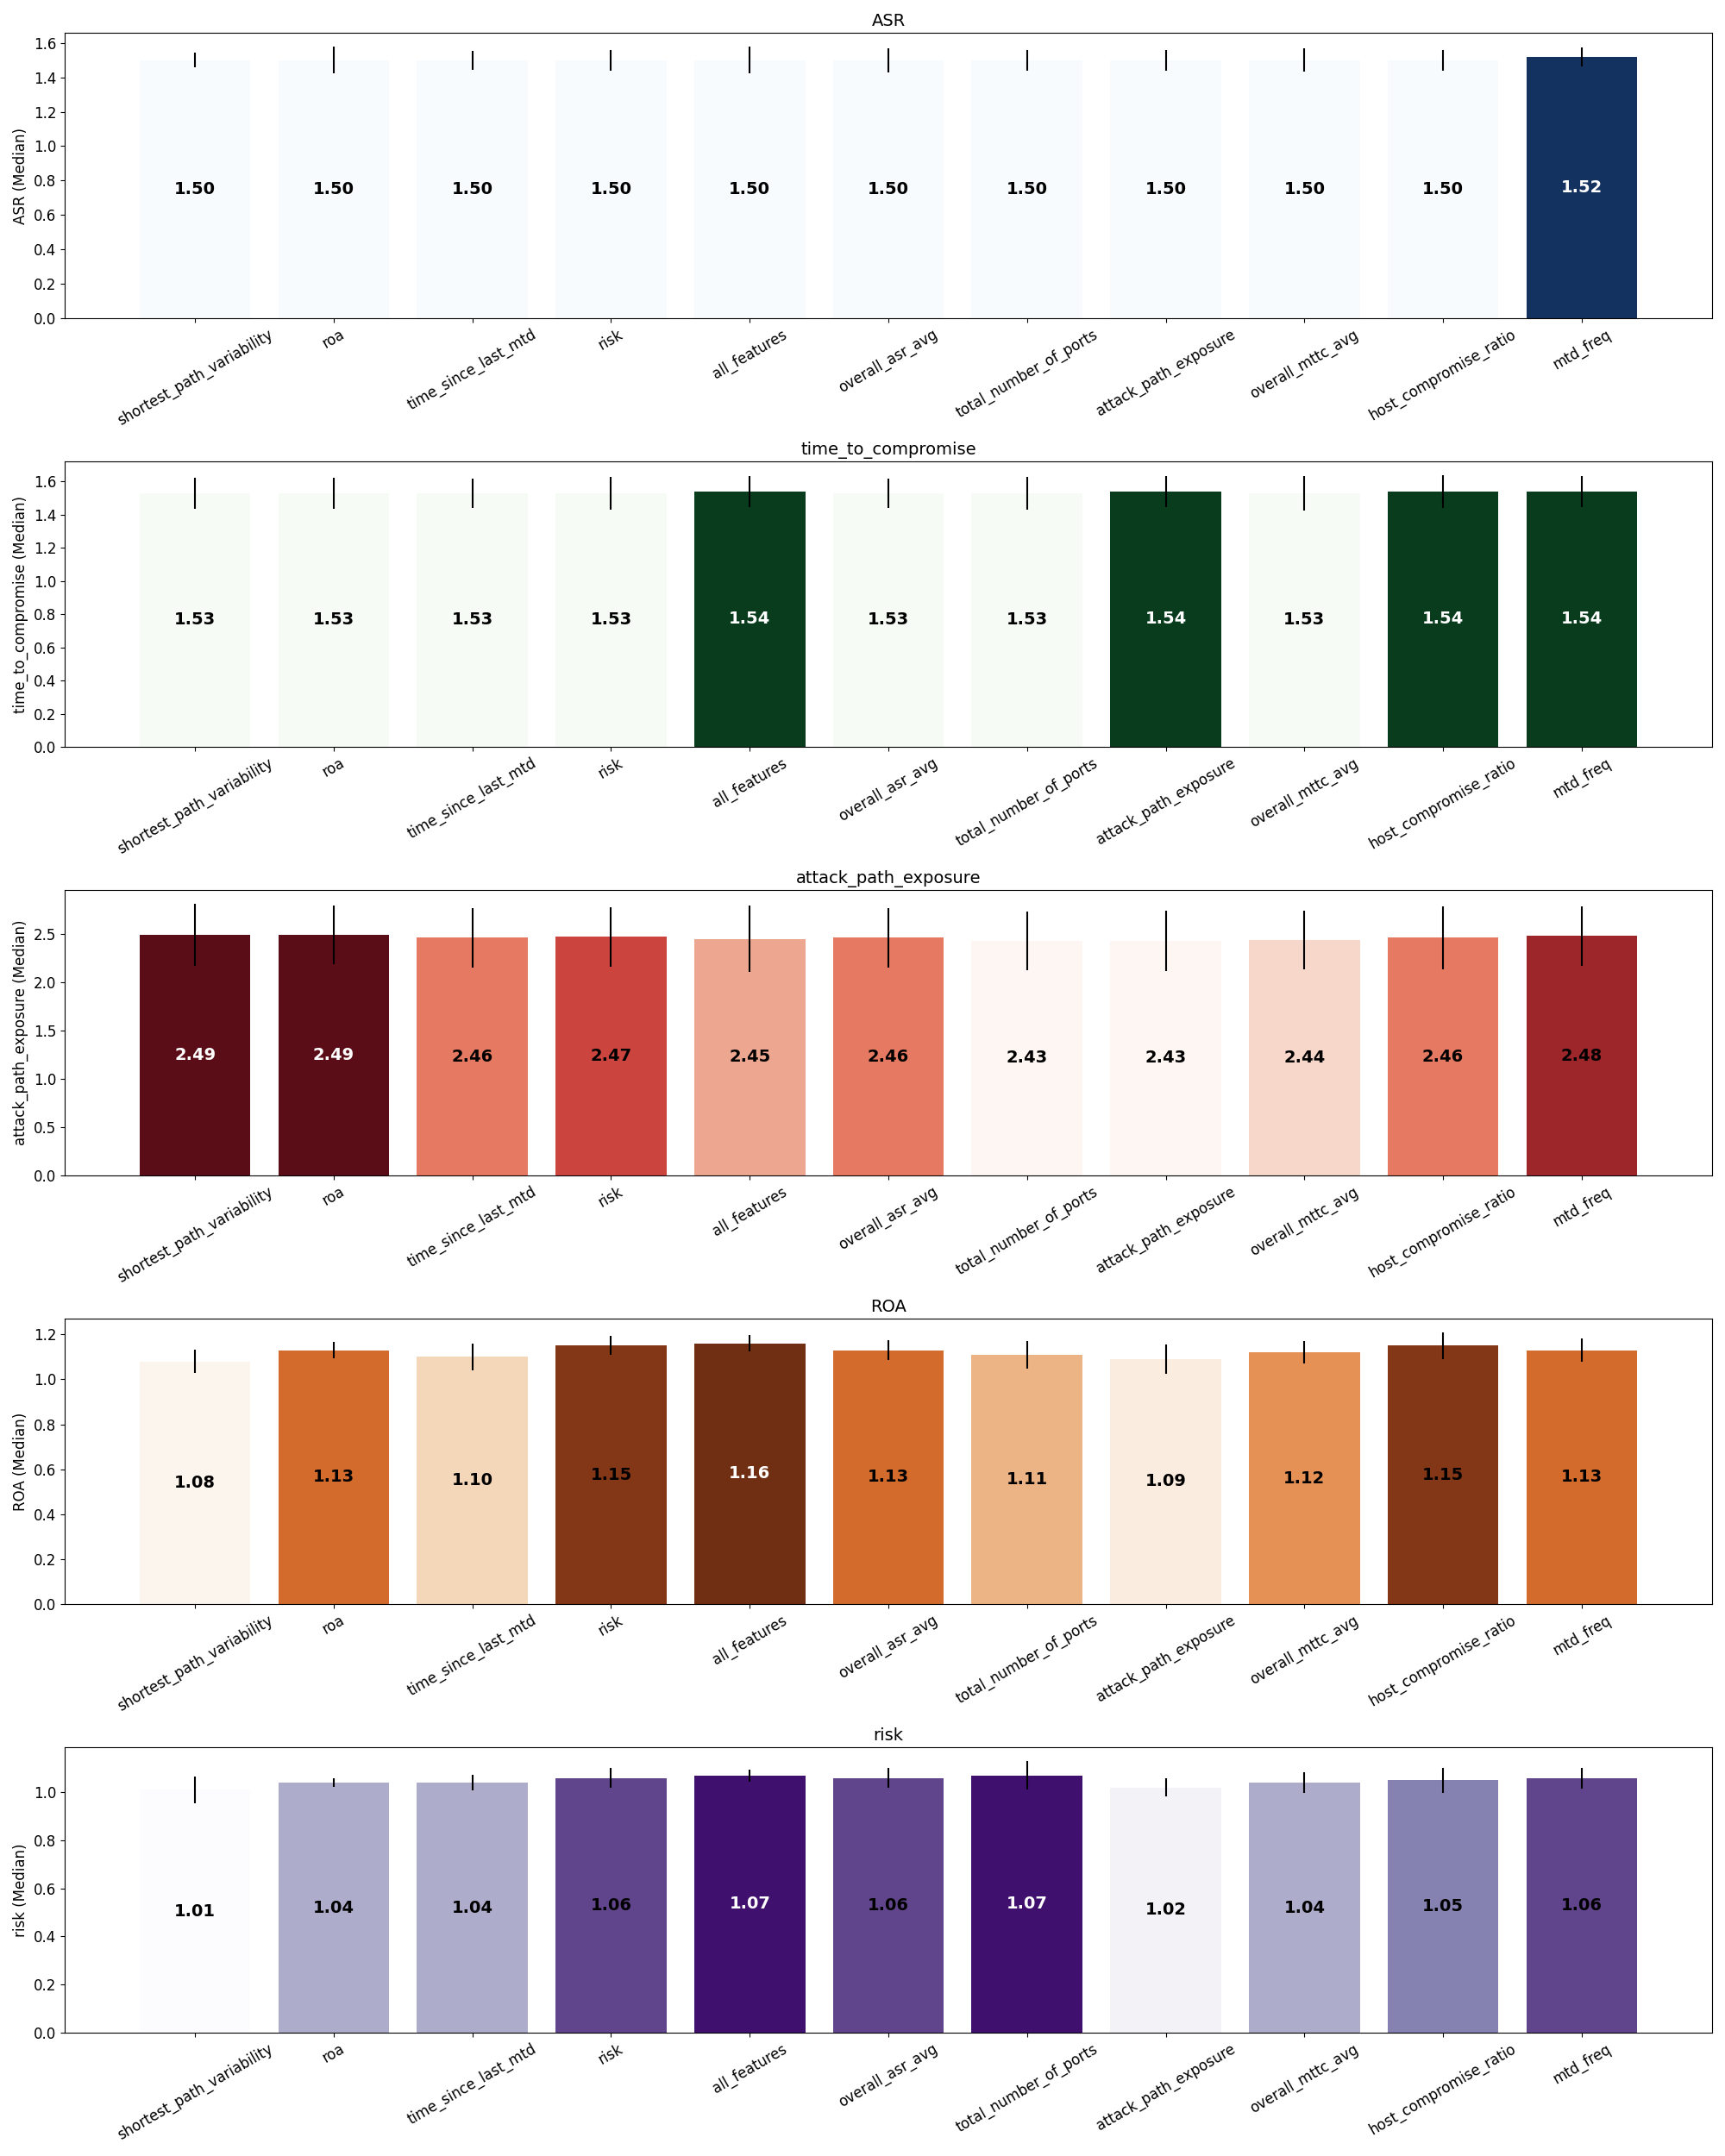 ASR
ASR (Median)
1.6
1.4
1.2
1.0
0.8
0.6
0.4
0.2
0.0
1.50 1.50 1.50 1.50 1.50 1.50 1.50 1.50 1.50 1.50 1.52
shortest_path_variability roa time_since_last_mtd risk all_features overall_asr_avg total_number_of_ports attack_path_exposure overall_mttc_avg host_compromise_ratio mtd_freq
time_to_compromise
time_to_compromise (Median)
1.6
1.4
1.2
1.0
0.8
0.6
0.4
0.2
0.0
1.53 1.53 1.53 1.53 1.54 1.53 1.53 1.54 1.53 1.54 1.54
shortest_path_variability roa time_since_last_mtd risk all_features overall_asr_avg total_number_of_ports attack_path_exposure overall_mttc_avg host_compromise_ratio mtd_freq
attack_path_exposure
attack_path_exposure (Median)
2.5
2.0
1.5
1.0
0.5
0.0
2.49 2.49 2.46 2.47 2.45 2.46 2.43 2.43 2.44 2.46 2.48
shortest_path_variability roa time_since_last_mtd risk all_features overall_asr_avg total_number_of_ports attack_path_exposure overall_mttc_avg host_compromise_ratio mtd_freq
ROA
ROA (Median)
1.2
1.0
0.8
0.6
0.4
0.2
0.0
1.08 1.13 1.10 1.15 1.16 1.13 1.11 1.09 1.12 1.15 1.13
shortest_path_variability roa time_since_last_mtd risk all_features overall_asr_avg total_number_of_ports attack_path_exposure overall_mttc_avg host_compromise_ratio mtd_freq
risk
risk (Median)
1.0
0.8
0.6
0.4
0.2
0.0
1.01 1.04 1.04 1.06 1.07 1.06 1.07 1.02 1.04 1.05 1.06
shortest_path_variability roa time_since_last_mtd risk all_features overall_asr_avg total_number_of_ports attack_path_exposure overall_mttc_avg host_compromise_ratio mtd_freq